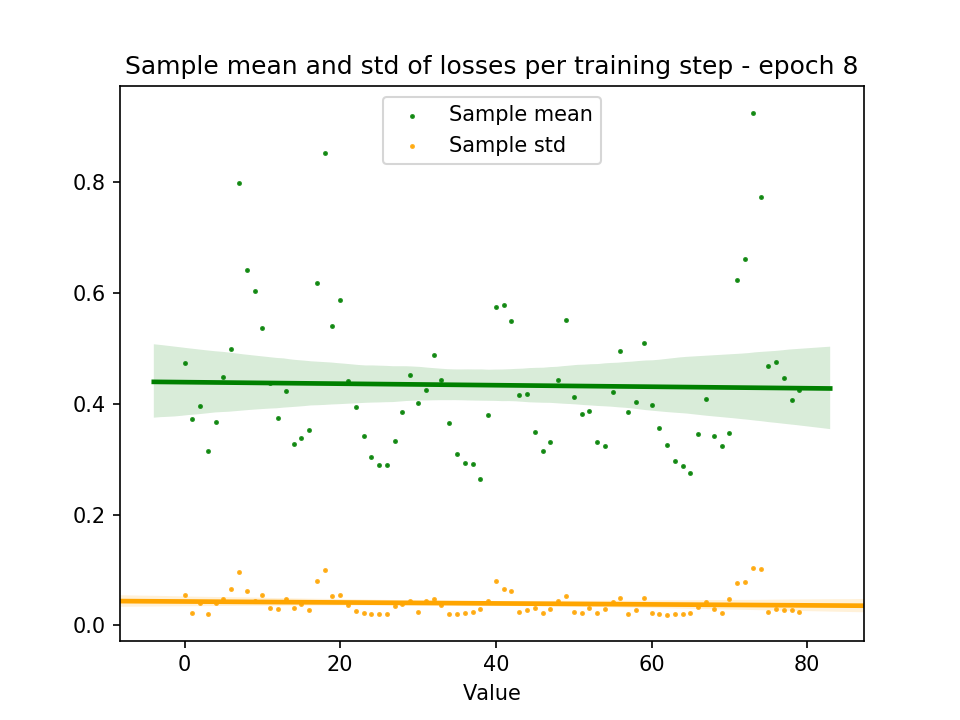 Sample mean and std of losses per training step - epoch 8
Sample mean
Sample std
0.8
0.6
0.4
0.2
0.0
0 20 40 60 80
Value